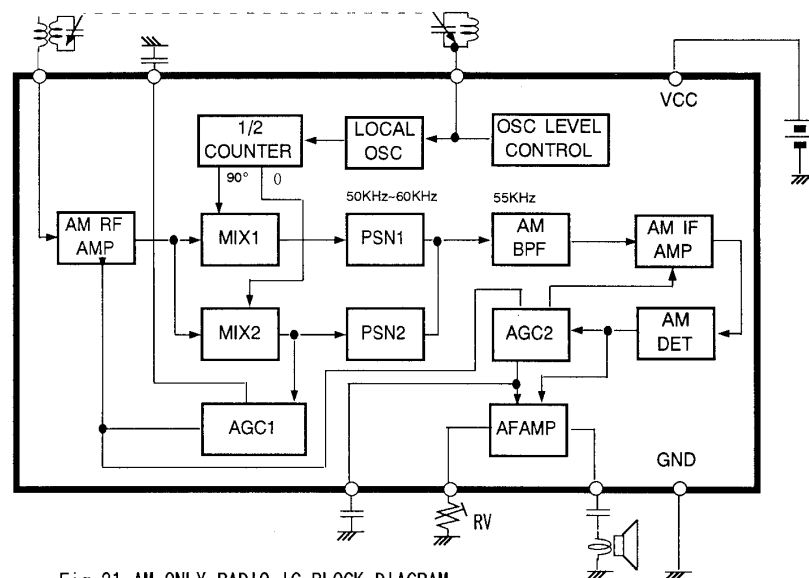 VCC
1/2
COUNTER
LOCAL
OSC
OSC LEVEL
CONTROL
90° 0
50KHz~60KHz
55KHz
AM RF
AMP
MIX1
PSN1
AM
BPF
AM IF
AMP
MIX2
PSN2
AGC2
AM
DET
AGC1
AFAMP
GND
RV
Fig.21 AM ONLY RADIO IC BLOCK DIAGRAM